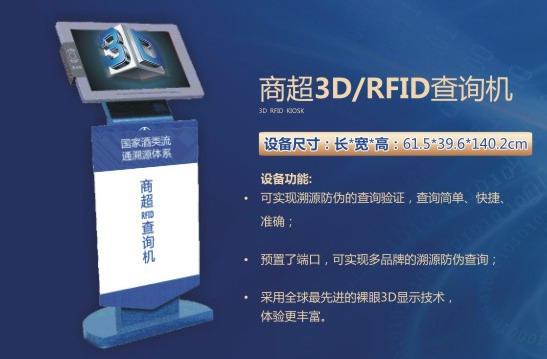 3D
国家酒类流
通溯源体系
商超RFID查询机
商超3D/RFID查询机
3D RFID KIOSK
设备尺寸：长*宽*高：61.5*39.6*140.2cm
设备功能:
• 可实现溯源防伪的查询验证，查询简单、快捷、
准确；
• 预置了端口，可实现多品牌的溯源防伪查询；
• 采用全球最先进的裸眼3D显示技术，
体验更丰富。